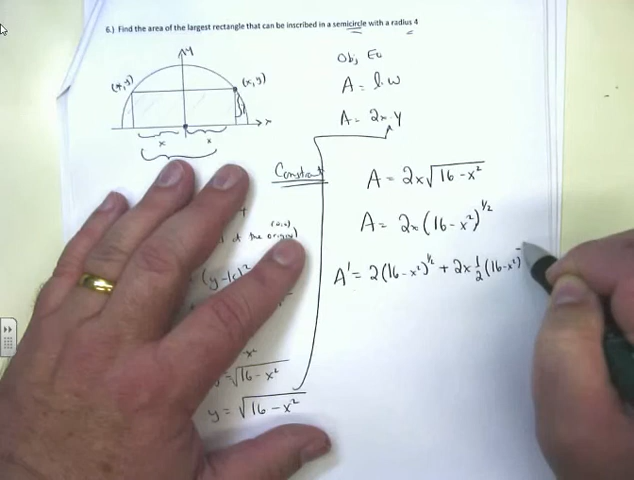 6.) Find the area of the largest rectangle that can be inscribed in a semicircle with a radius 4
y
(-x, y)
(x, y)
x
x
x
Obj. Eq
A = l·w
A = 2x·y
Constraint
A = 2x√16 - x²
A = 2x(16 - x²)^1/2
(0,0)
the origin)
(y-k)²
A' = 2(16 - x²)^1/2 + 2x 1/2 (16 - x²)^-
x²
= √16 - x²
y = √16 - x²